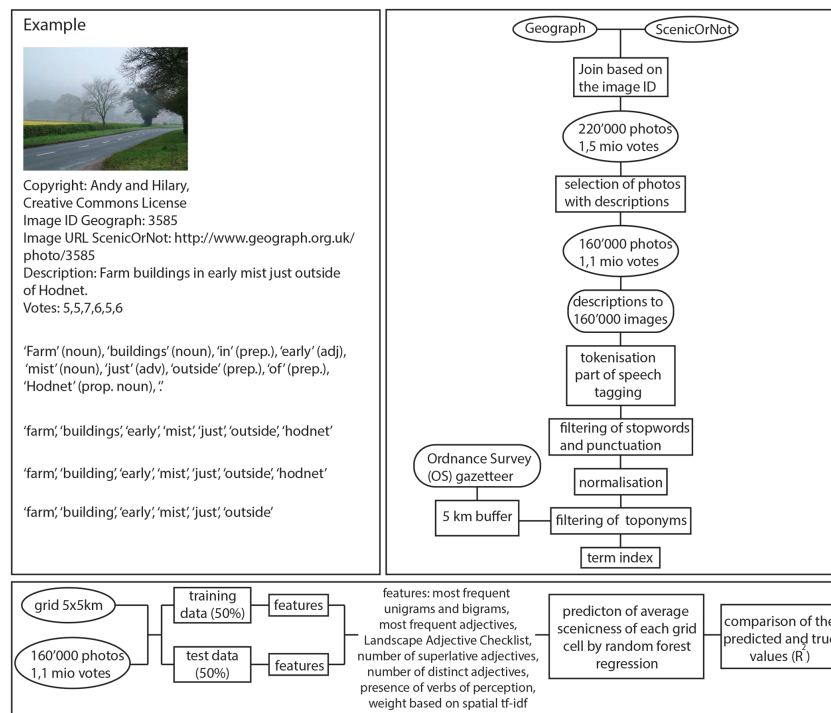 Example
Copyright: Andy and Hilary,
Creative Commons License
Image ID Geograph: 3585
Image URL ScenicOrNot: http://www.geograph.org.uk/
photo/3585
Description: Farm buildings in early mist just outside
of Hodnet.
Votes: 5,5,7,6,5,6
‘Farm’ (noun), ‘buildings’ (noun), ‘in’ (prep.), ‘early’ (adj),
‘mist’ (noun), ‘just’ (adv), ‘outside’ (prep.), ‘of’ (prep.),
‘Hodnet’ (prop. noun), ‘.’
‘farm’, ‘buildings’, ‘early’, ‘mist’, ‘just’, ‘outside’, ‘hodnet’
‘farm’, ‘building’, ‘early’, ‘mist’, ‘just’, ‘outside’, ‘hodnet’
‘farm’, ‘building’, ‘early’, ‘mist’, ‘just’, ‘outside’
Geograph
ScenicOrNot
Join based on
the image ID
220’000 photos
1,5 mio votes
selection of photos
with descriptions
160’000 photos
1,1 mio votes
descriptions to
160’000 images
tokenisation
part of speech
tagging
filtering of stopwords
and punctuation
Ordnance Survey
(OS) gazetteer
normalisation
5 km buffer
filtering of toponyms
term index
grid 5x5km
160’000 photos
1,1 mio votes
training
data (50%)
features
test data
(50%)
features
features: most frequent
unigrams and bigrams,
most frequent adjectives,
Landscape Adjective Checklist,
number of superlative adjectives,
number of distinct adjectives,
presence of verbs of perception,
weight based on spatial tf-idf
predicton of average
scenicness of each grid
cell by random forest
regression
comparison of the
predicted and true
values (R²)